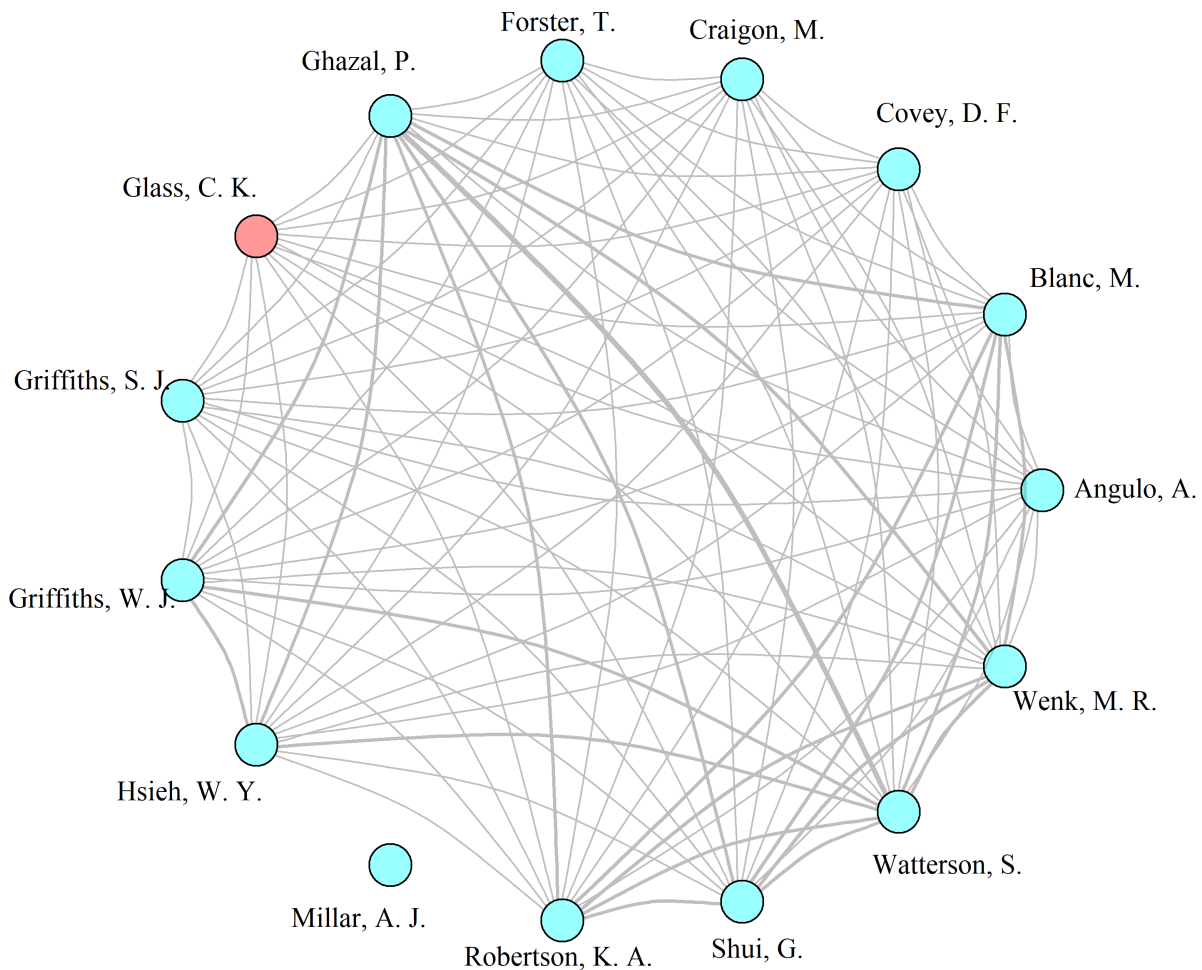 Forster, T.
Craigon, M.
Ghazal, P.
Covey, D. F.
Glass, C. K.
Blanc, M.
Griffiths, S. J.
Angulo, A.
Griffiths, W. J.
Wenk, M. R.
Hsieh, W. Y.
Watterson, S.
Millar, A. J.
Shui, G.
Robertson, K. A.